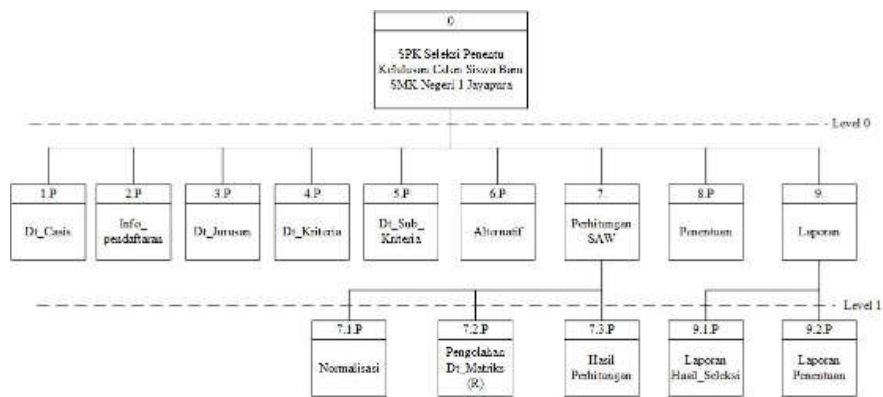 0
SPK Seleksi Penentu
Kelulusan Calon Siswa Baru
SMK Negeri 1 Jayapura
Level 0
1.P
2.P
3.P
4.P
5.P
6.P
7.
8.P
9.
Dt_Casis
Info_
pendaftaran
Dt_Jurusan
Dt_Kriteria
Dt_Sub_
Kriteria
Alternatif
Perhitungan
SAW
Penentuan
Laporan
Level 1
7.1.P
7.2.P
7.3.P
9.1.P
9.2.P
Normalisasi
Pengolahan
Dt_Matriks
(R)
Hasil
Perhitungan
Laporan
Hasil_Seleksi
Laporan
Penentuan